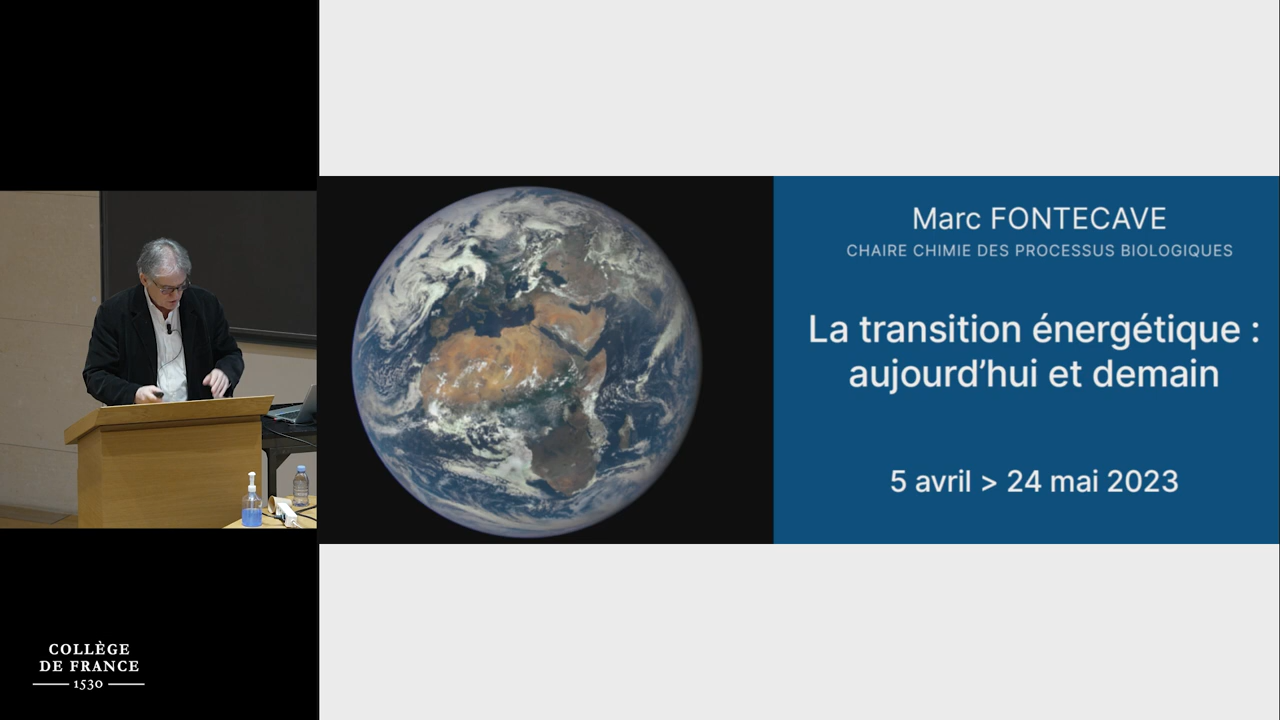 Marc FONTECAVE
CHAIRE CHIMIE DES PROCESSUS BIOLOGIQUES
La transition énergétique :
aujourd'hui et demain
5 avril > 24 mai 2023
COLLÈGE
DE FRANCE
1530